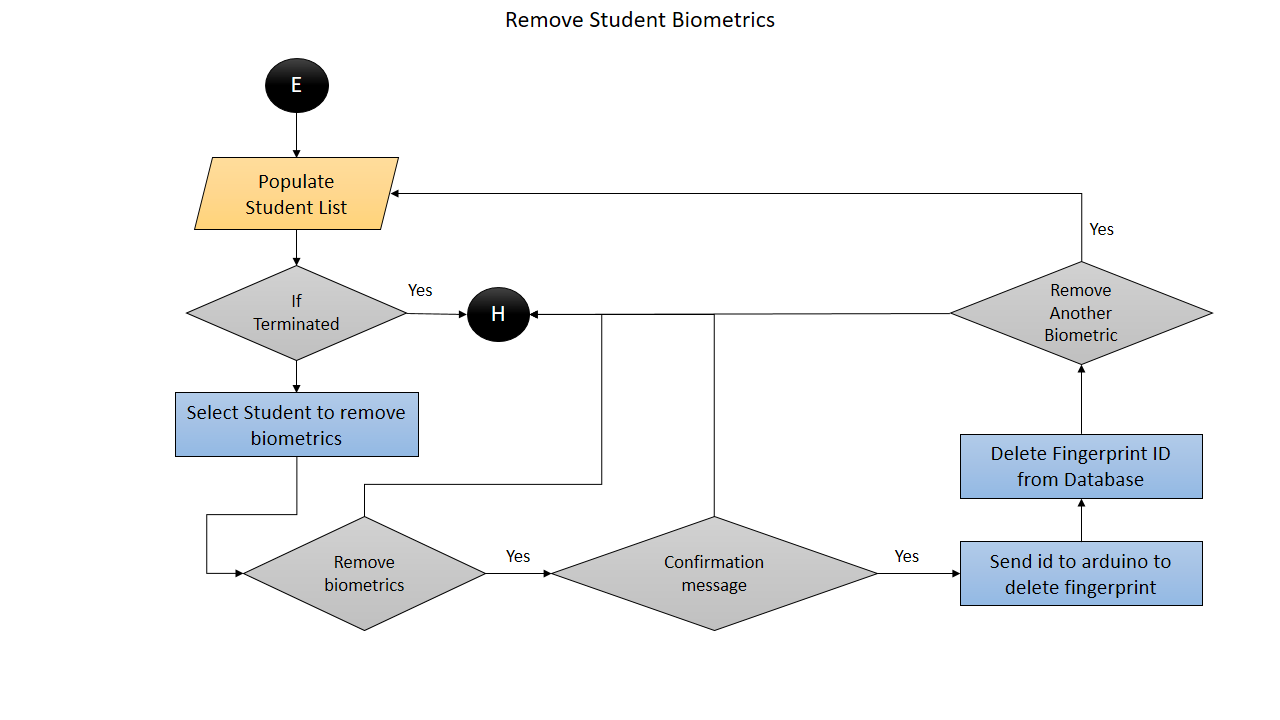 Remove Student Biometrics
E
Populate
Student List
Yes
If
Terminated
Yes
H
Remove
Another
Biometric
Select Student to remove
biometrics
Delete Fingerprint ID
from Database
Remove
biometrics
Yes
Confirmation
message
Yes
Send id to arduino to
delete fingerprint